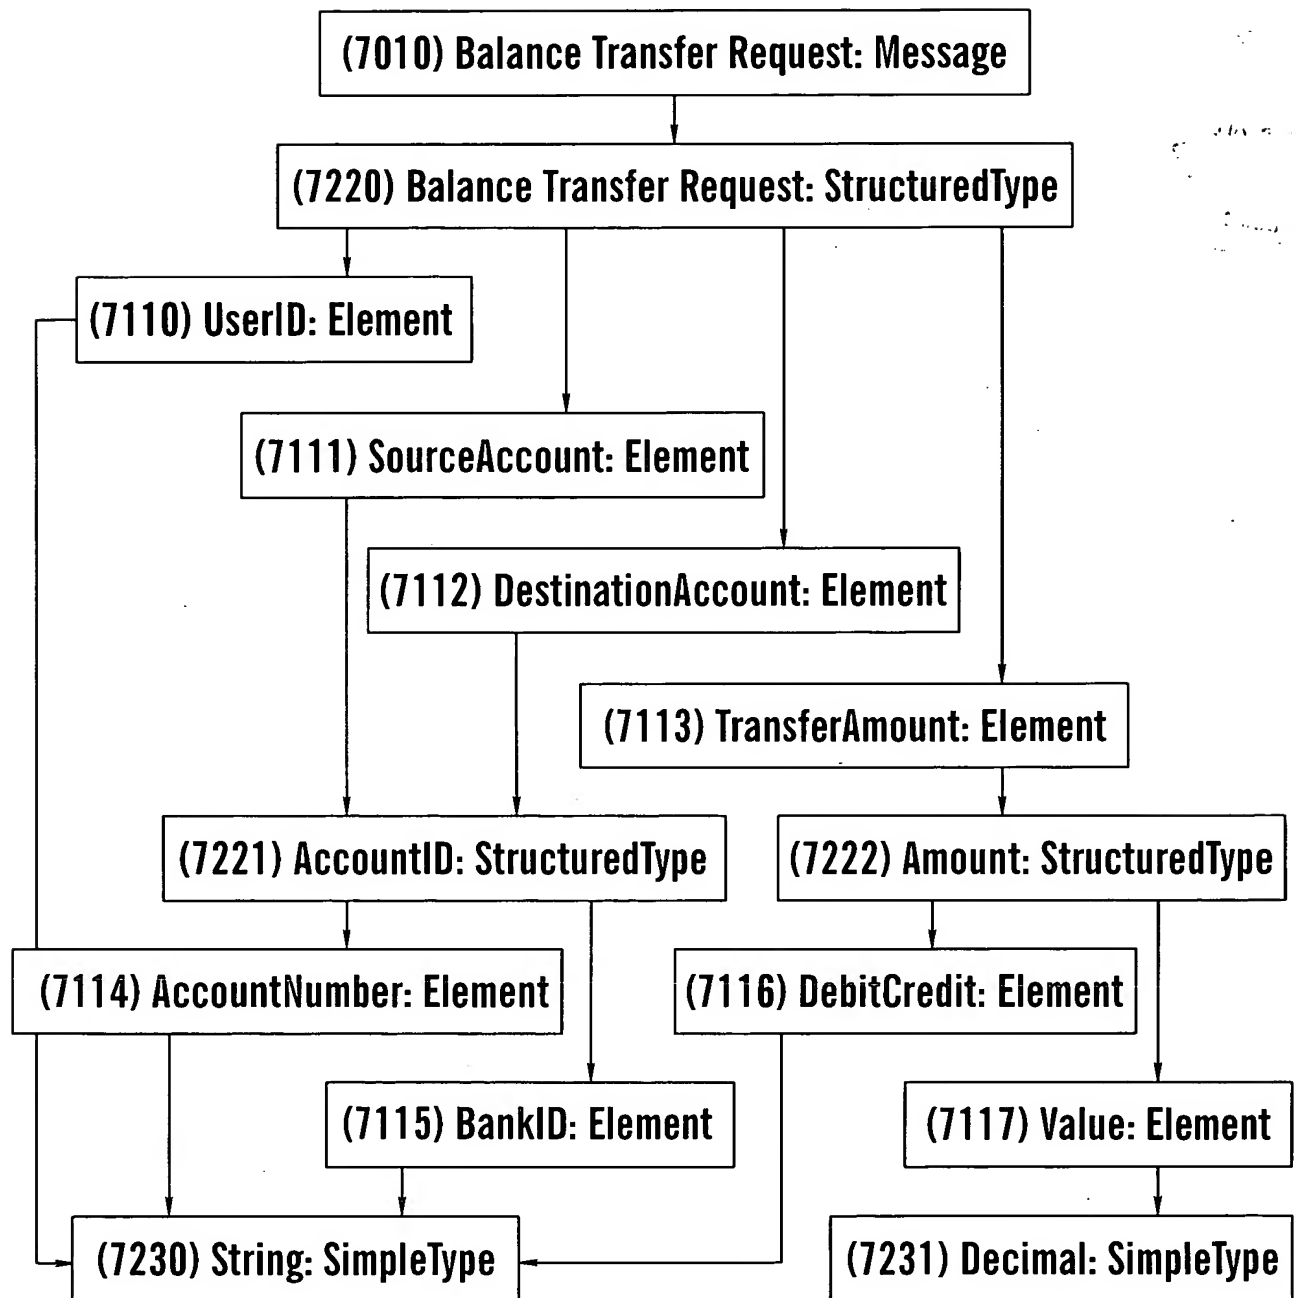 (7010) Balance Transfer Request: Message
(7220) Balance Transfer Request: StructuredType
(7110) UserID: Element
(7111) SourceAccount: Element
(7112) DestinationAccount: Element
(7113) TransferAmount: Element
(7221) AccountID: StructuredType
(7222) Amount: StructuredType
(7114) AccountNumber: Element
(7116) DebitCredit: Element
(7115) BankID: Element
(7117) Value: Element
(7230) String: SimpleType
(7231) Decimal: SimpleType